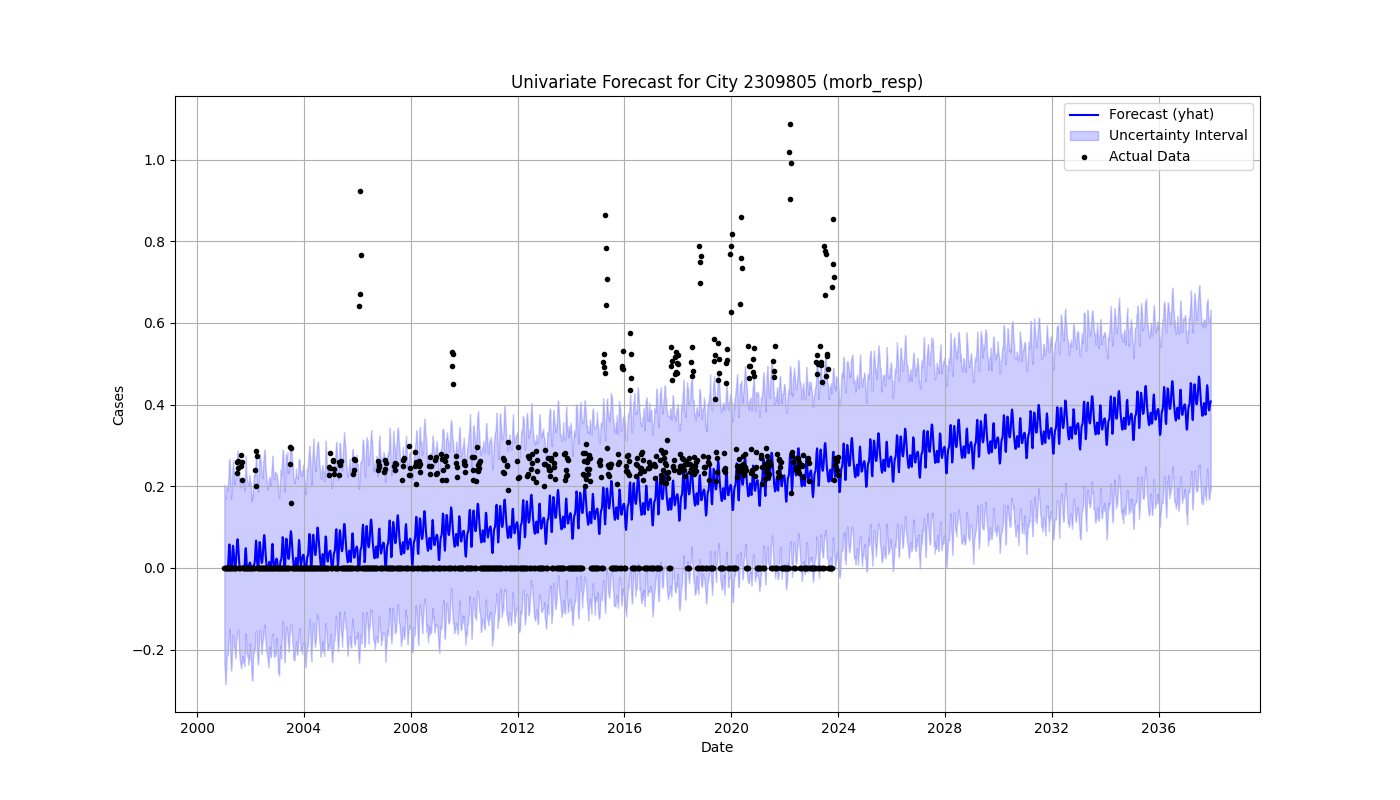 Univariate Forecast for City 2309805 (morb_resp)
Forecast (yhat)
Uncertainty Interval
Actual Data
Cases
1.0
0.8
0.6
0.4
0.2
0.0
−0.2
2000 2004 2008 2012 2016 2020 2024 2028 2032 2036
Date